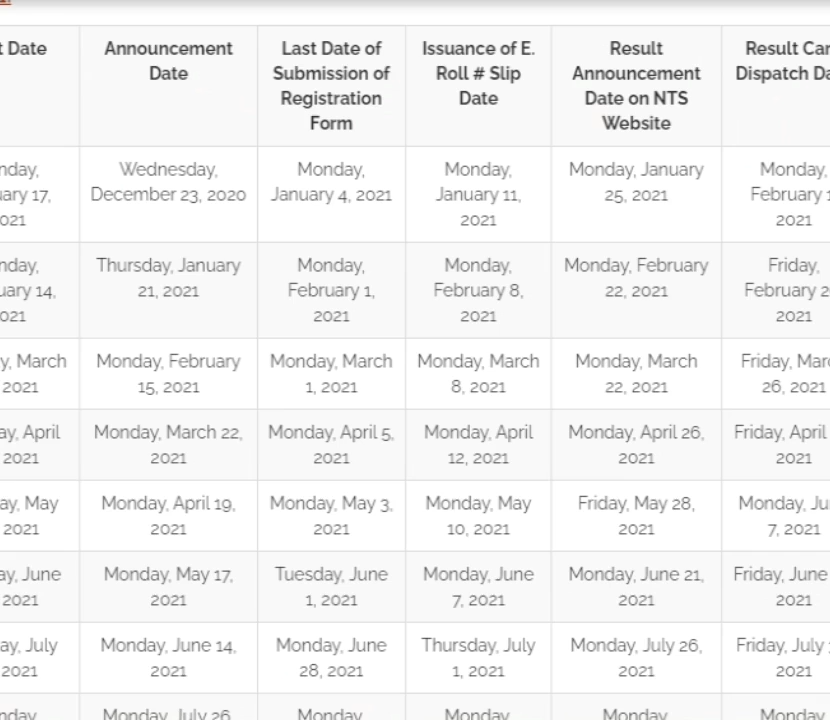 t Date
Announcement
Date
Last Date of
Submission of
Registration
Form
Issuance of E.
Roll # Slip
Date
Result
Announcement
Date on NTS
Website
Result Car
Dispatch Da
nday,
uary 17,
021
Wednesday,
December 23, 2020
Monday,
January 4, 2021
Monday,
January 11,
2021
Monday, January
25, 2021
Monday,
February 1
2021
nday,
uary 14,
021
Thursday, January
21, 2021
Monday,
February 1,
2021
Monday,
February 8,
2021
Monday, February
22, 2021
Friday,
February 2
2021
y, March
2021
Monday, February
15, 2021
Monday, March
1, 2021
Monday, March
8, 2021
Monday, March
22, 2021
Friday, Marc
26, 2021
ay, April
2021
Monday, March 22,
2021
Monday, April 5,
2021
Monday, April
12, 2021
Monday, April 26,
2021
Friday, April
2021
ay, May
2021
Monday, April 19,
2021
Monday, May 3,
2021
Monday, May
10, 2021
Friday, May 28,
2021
Monday, Ju
7, 2021
ay, June
2021
Monday, May 17,
2021
Tuesday, June
1, 2021
Monday, June
7, 2021
Monday, June 21,
2021
Friday, June
2021
ay, July
2021
Monday, June 14,
2021
Monday, June
28, 2021
Thursday, July
1, 2021
Monday, July 26,
2021
Friday, July
2021
nday,
Monday, July 26,
Monday,
Monday,
Monday,
Monday,